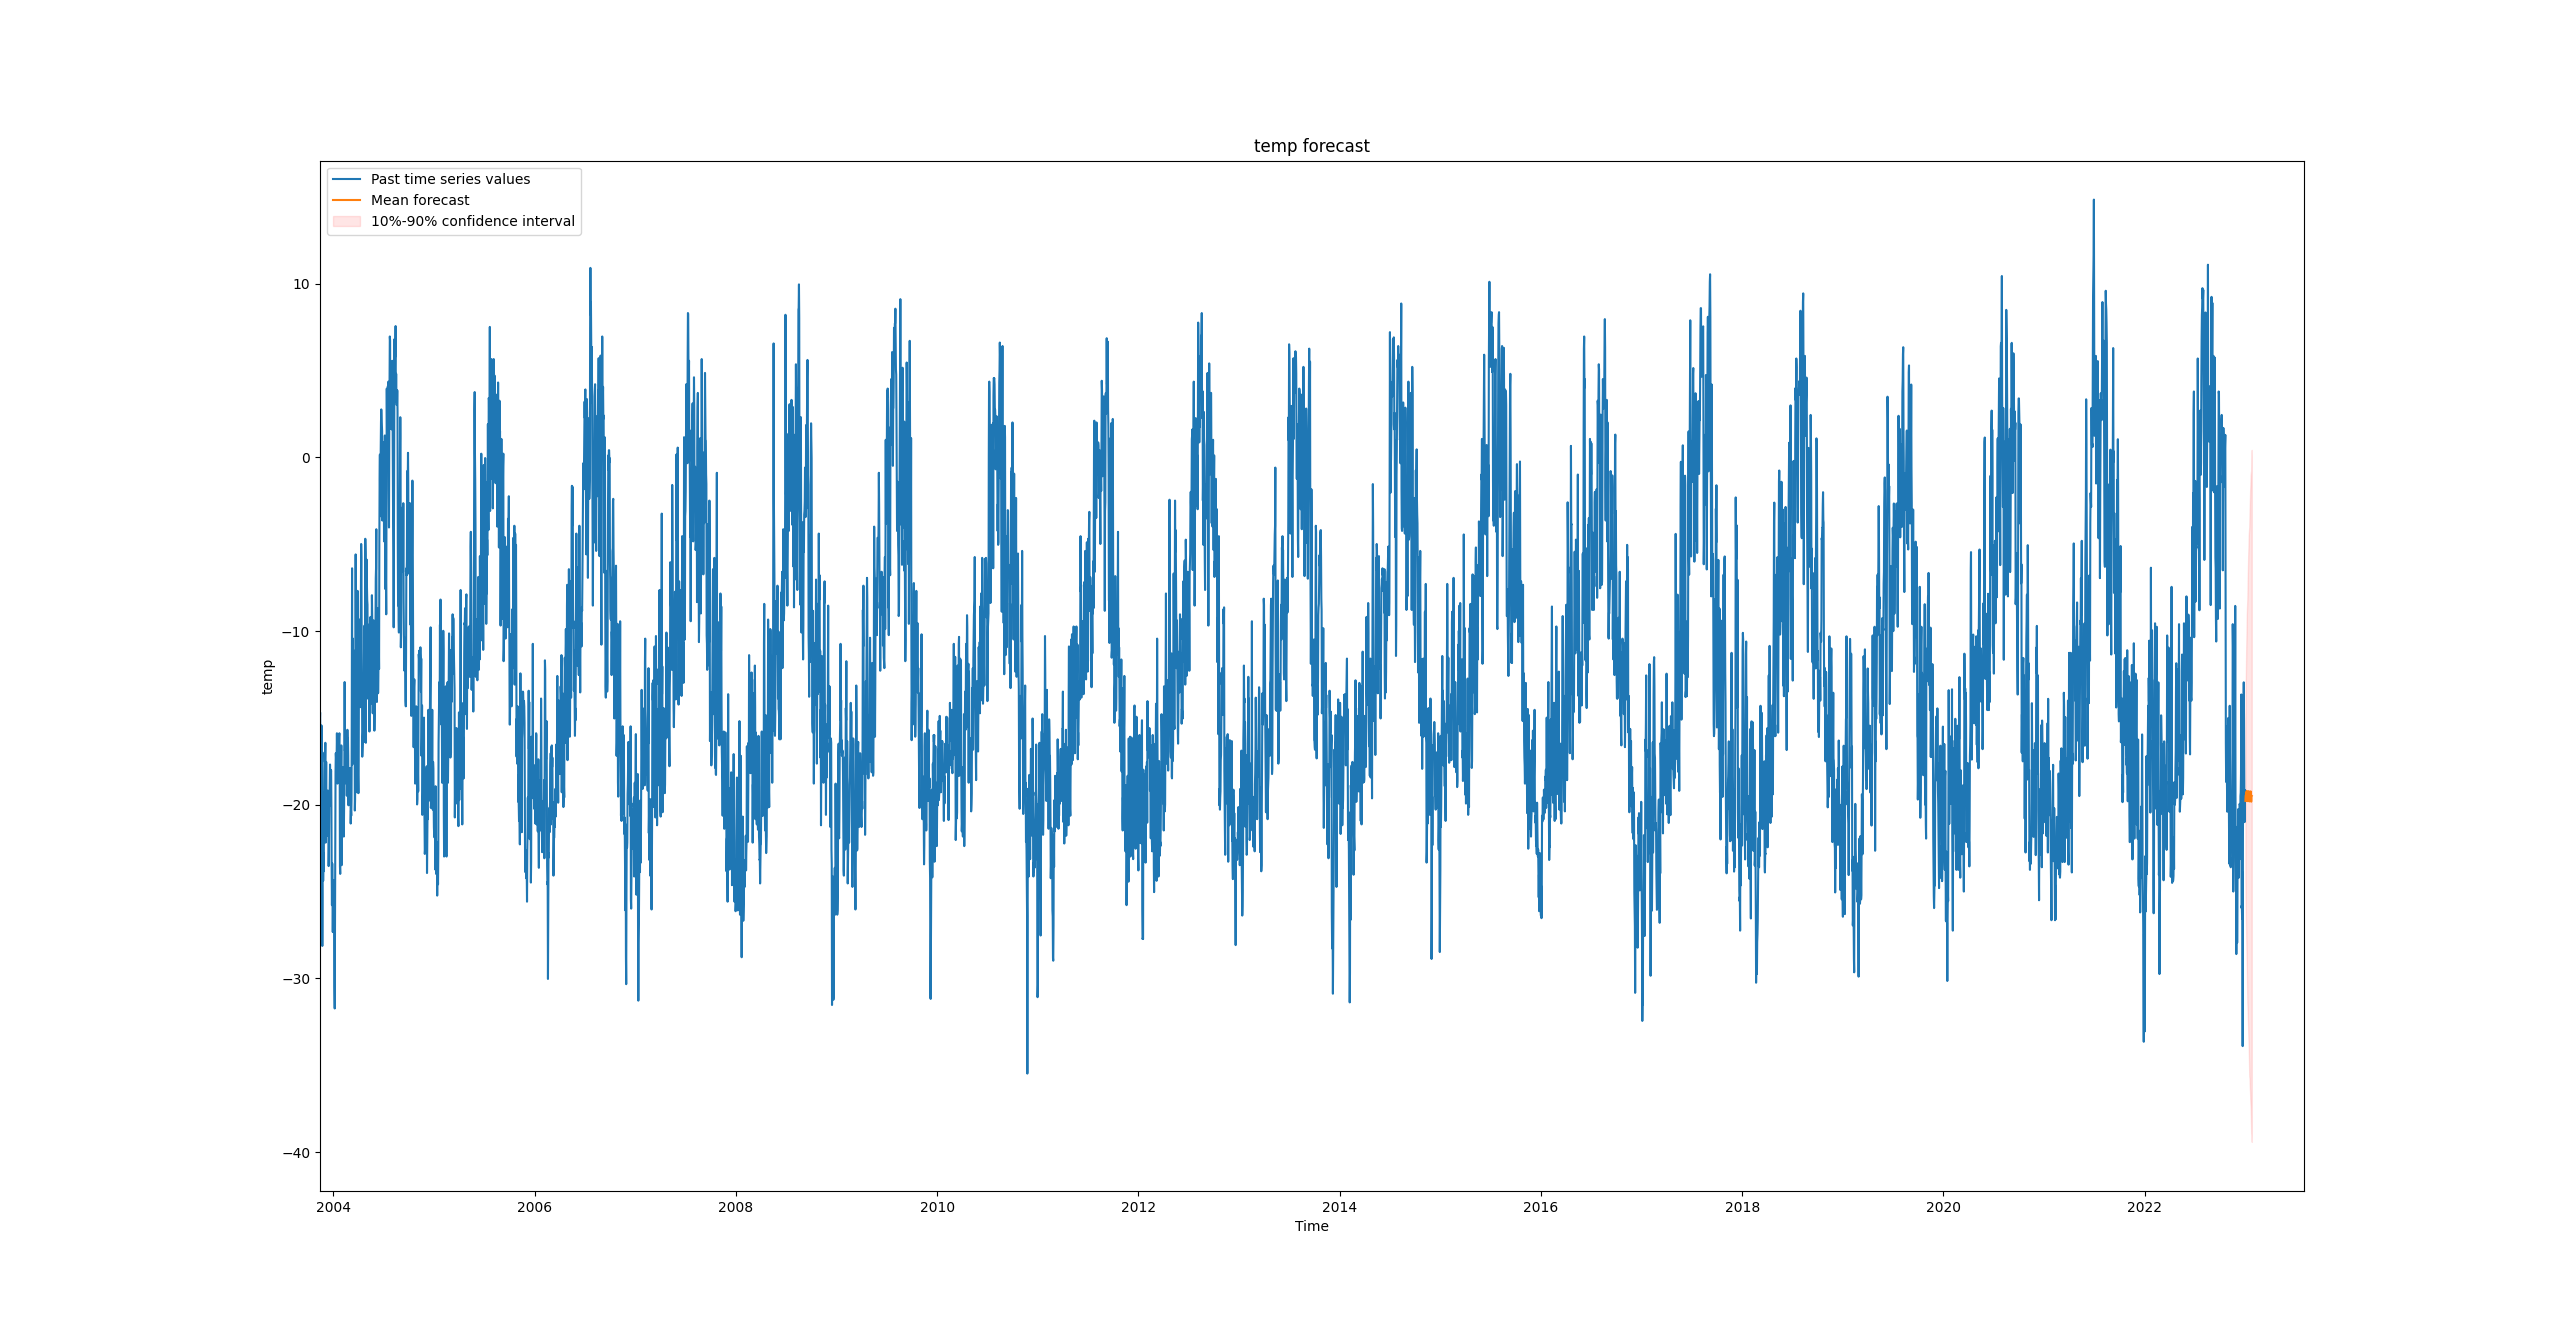 temp forecast
Past time series values
Mean forecast
10%-90% confidence interval
10
0
−10
−20
−30
−40
temp
2004 2006 2008 2010 2012 2014 2016 2018 2020 2022
Time